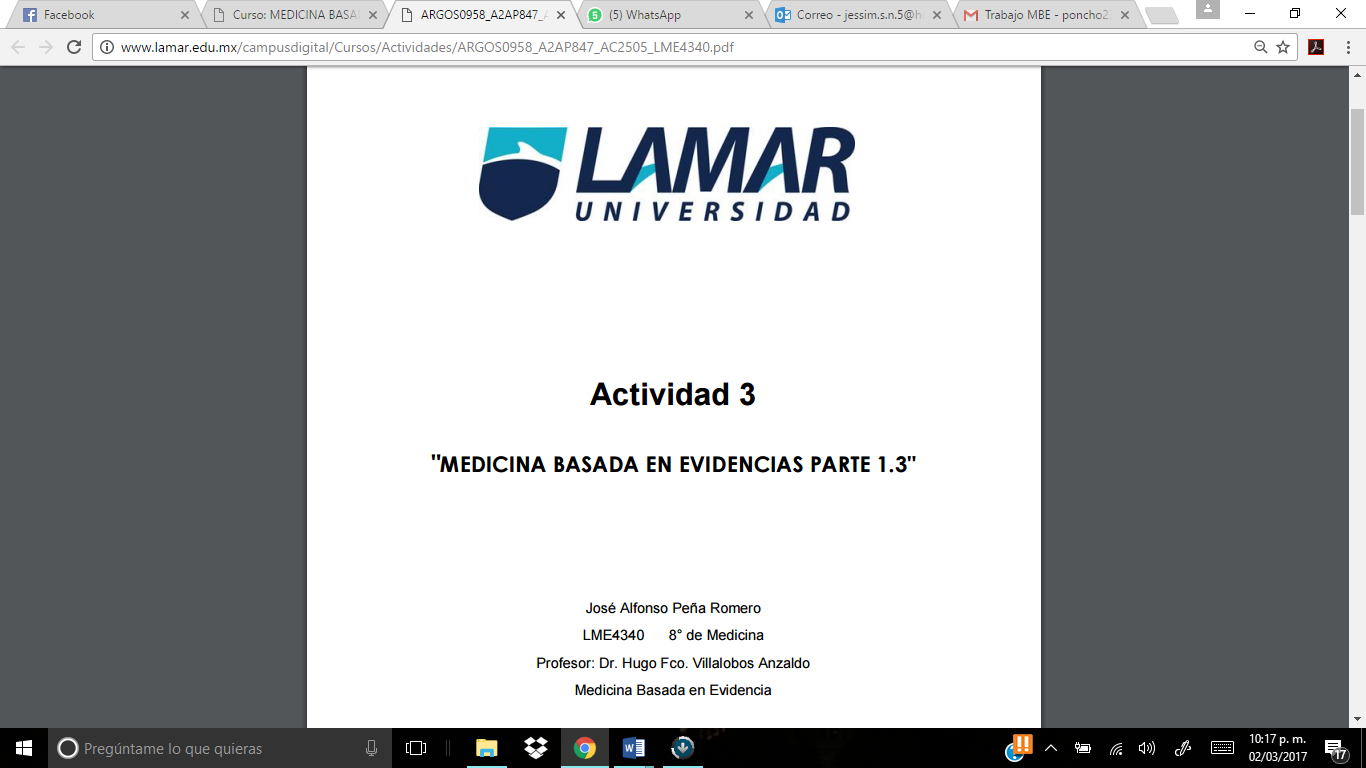 Facebook
Curso: MEDICINA BASA
ARGOS0958_A2AP847_A
(5) WhatsApp
Correo - jessim.s.n.5@h
Trabajo MBE - poncho2
www.lamar.edu.mx/campusdigital/Cursos/Actividades/ARGOS0958_A2AP847_AC2505_LME4340.pdf
LAMAR
UNIVERSIDAD
Actividad 3
"MEDICINA BASADA EN EVIDENCIAS PARTE 1.3"
José Alfonso Peña Romero
LME4340 8° de Medicina
Profesor: Dr. Hugo Fco. Villalobos Anzaldo
Medicina Basada en Evidencia
Pregúntame lo que quieras
10:17 p. m.
02/03/2017
17